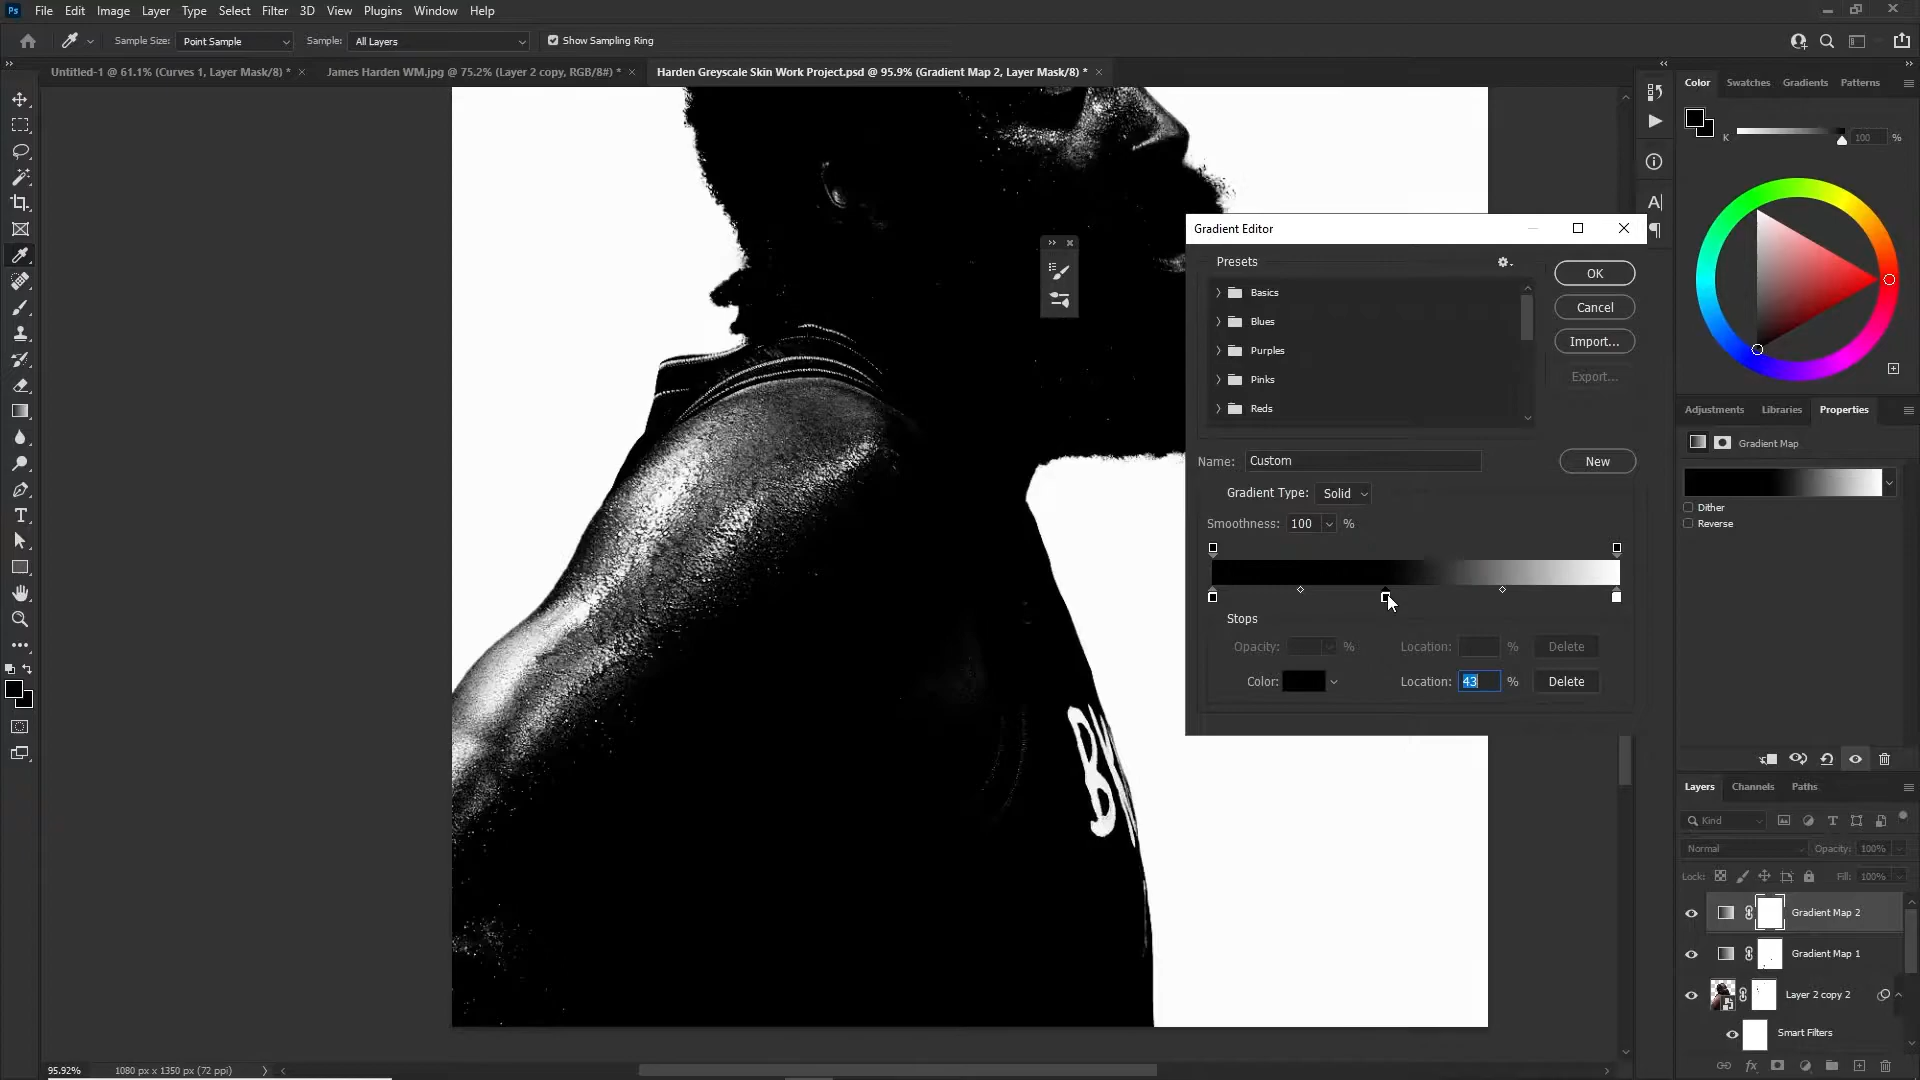 Ps File Edit Image Layer Type Select Filter 3D View Plugins Window Help
Sample Size: Point Sample Sample: All Layers Show Sampling Ring
Untitled-1 @ 61.1% (Curves 1, Layer Mask/8) * James Harden WM.jpg @ 75.2% (Layer 2 copy, RGB/8#) * Harden Greyscale Skin Work Project.psd @ 95.9% (Gradient Map 2, Layer Mask/8) *
Color Swatches Gradients Patterns
K 100 %
Gradient Editor
Presets
Basics
Blues
Purples
Pinks
Reds
OK
Cancel
Import...
Export...
Name: Custom
New
Gradient Type: Solid
Smoothness: 100 %
Stops
Opacity: % Location: % Delete
Color: Location: 43 % Delete
Adjustments Libraries Properties
Gradient Map
Dither
Reverse
Layers Channels Paths
Kind
Normal Opacity: 100%
Lock: Fill: 100%
Gradient Map 2
Gradient Map 1
Layer 2 copy 2
Smart Filters
95.92% 1080 px x 1350 px (72 ppi)